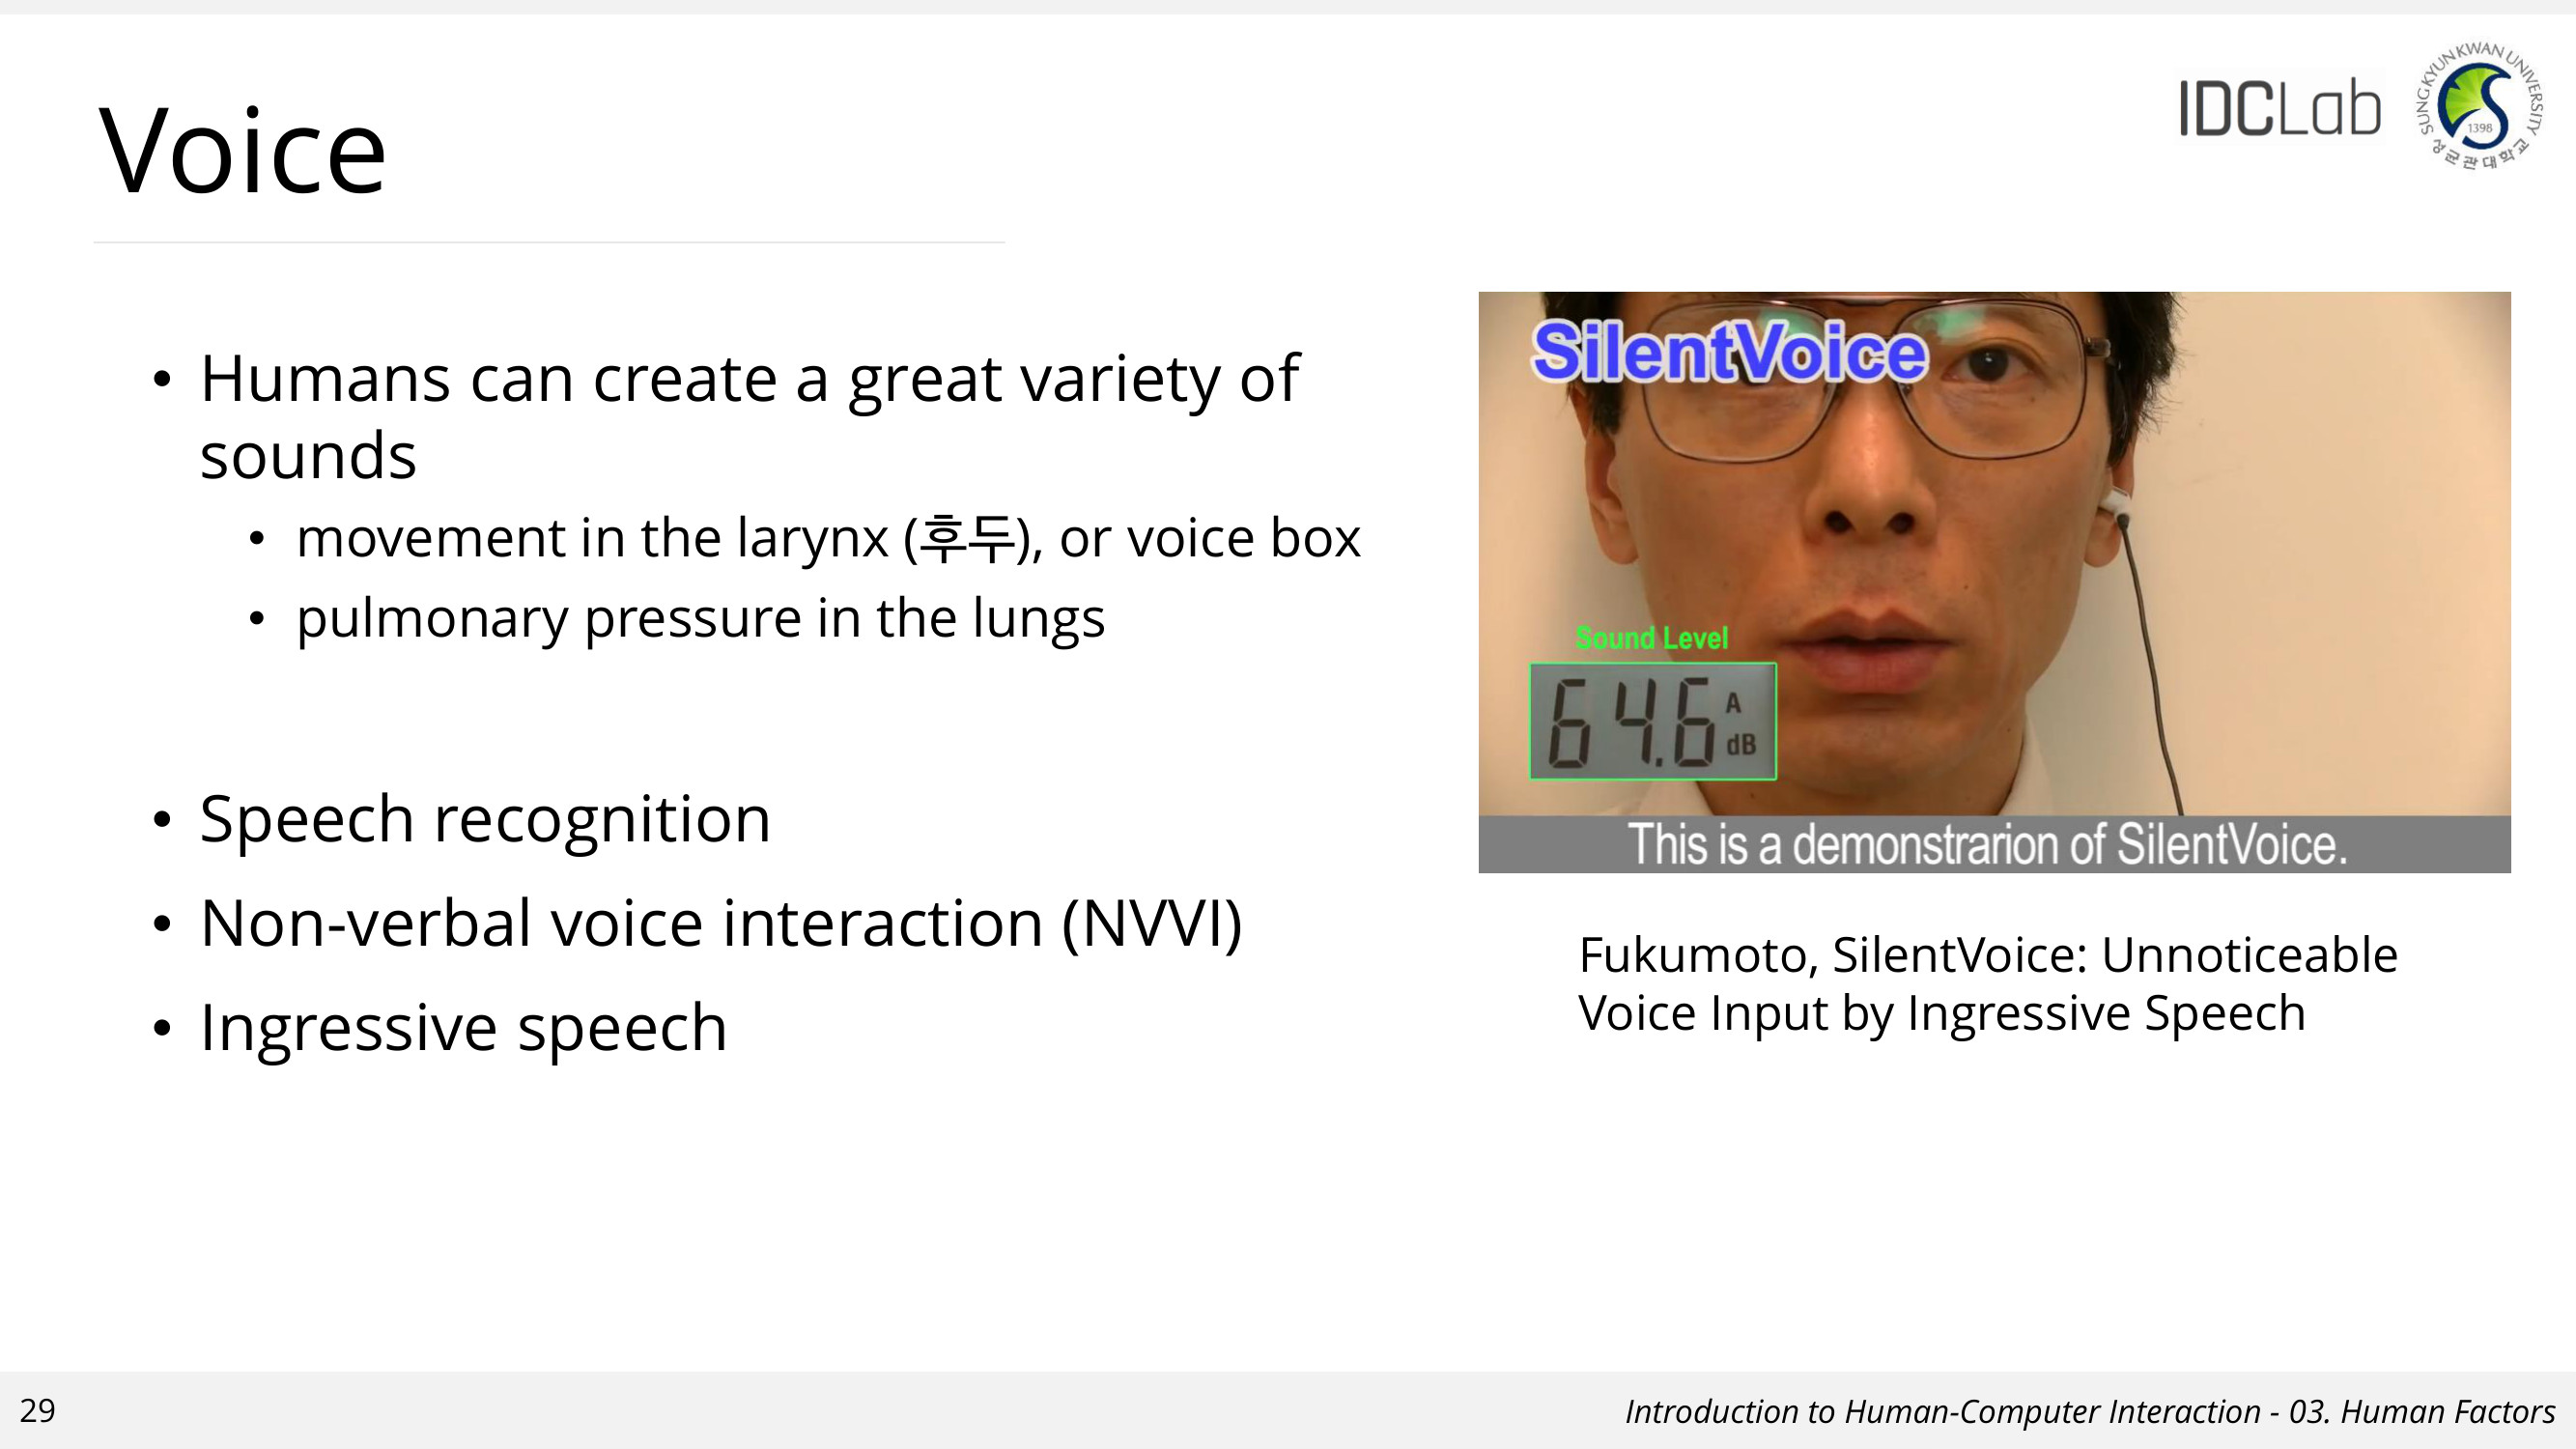 Voice
IDCLab
SUNGKYUNKWAN UNIVERSITY
1398
성균관대학교
• Humans can create a great variety of
sounds
• movement in the larynx (후두), or voice box
• pulmonary pressure in the lungs
• Speech recognition
• Non-verbal voice interaction (NVVI)
• Ingressive speech
SilentVoice
Sound Level
64.6 A dB
This is a demonstrarion of SilentVoice.
Fukumoto, SilentVoice: Unnoticeable
Voice Input by Ingressive Speech
29
Introduction to Human-Computer Interaction - 03. Human Factors